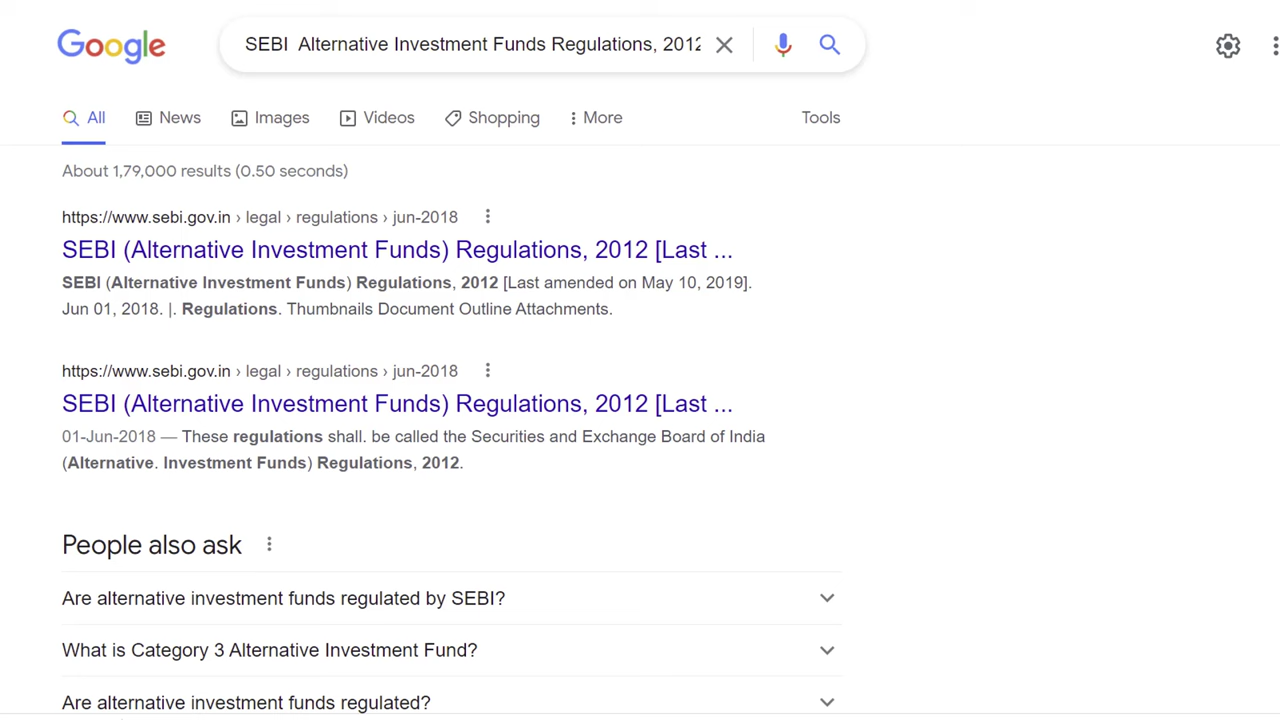 Google
SEBI  Alternative Investment Funds Regulations, 2012
All News Images Videos Shopping More Tools
About 1,79,000 results (0.50 seconds)
https://www.sebi.gov.in › legal › regulations › jun-2018
SEBI (Alternative Investment Funds) Regulations, 2012 [Last ...
SEBI (Alternative Investment Funds) Regulations, 2012 [Last amended on May 10, 2019].
Jun 01, 2018. |. Regulations. Thumbnails Document Outline Attachments.
https://www.sebi.gov.in › legal › regulations › jun-2018
SEBI (Alternative Investment Funds) Regulations, 2012 [Last ...
01-Jun-2018 — These regulations shall. be called the Securities and Exchange Board of India
(Alternative. Investment Funds) Regulations, 2012.
People also ask
Are alternative investment funds regulated by SEBI?
What is Category 3 Alternative Investment Fund?
Are alternative investment funds regulated?